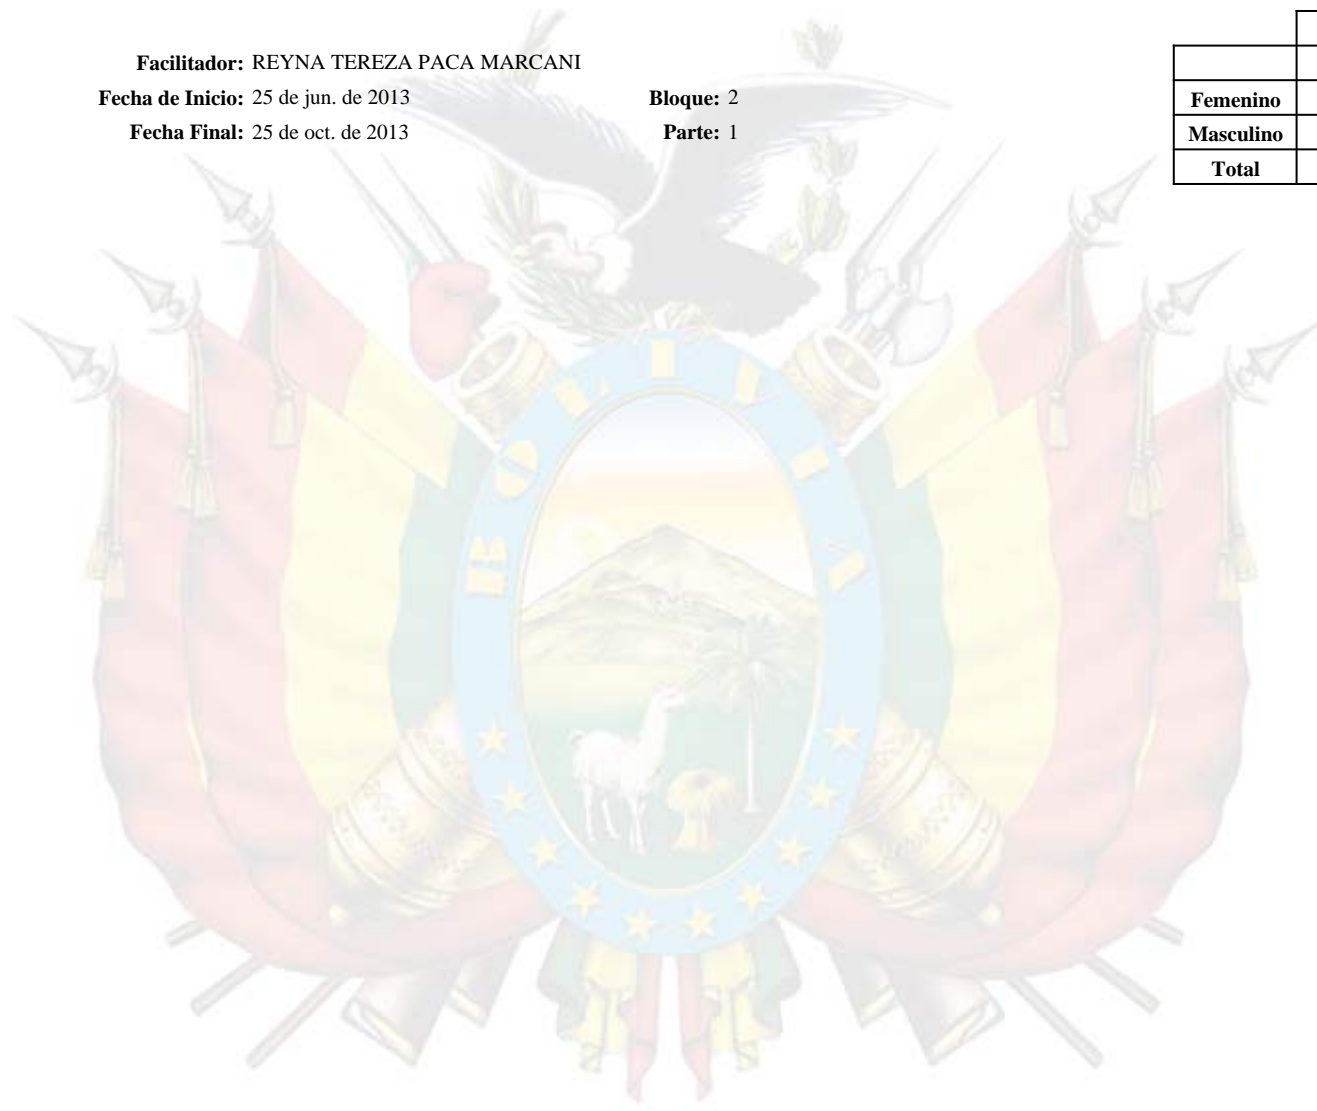 Facilitador: REYNA TEREZA PACA MARCANI
Fecha de Inicio: 25 de jun. de 2013 Bloque: 2
Fecha Final: 25 de oct. de 2013 Parte: 1
Femenino
Masculino
Total
BOLIVIA